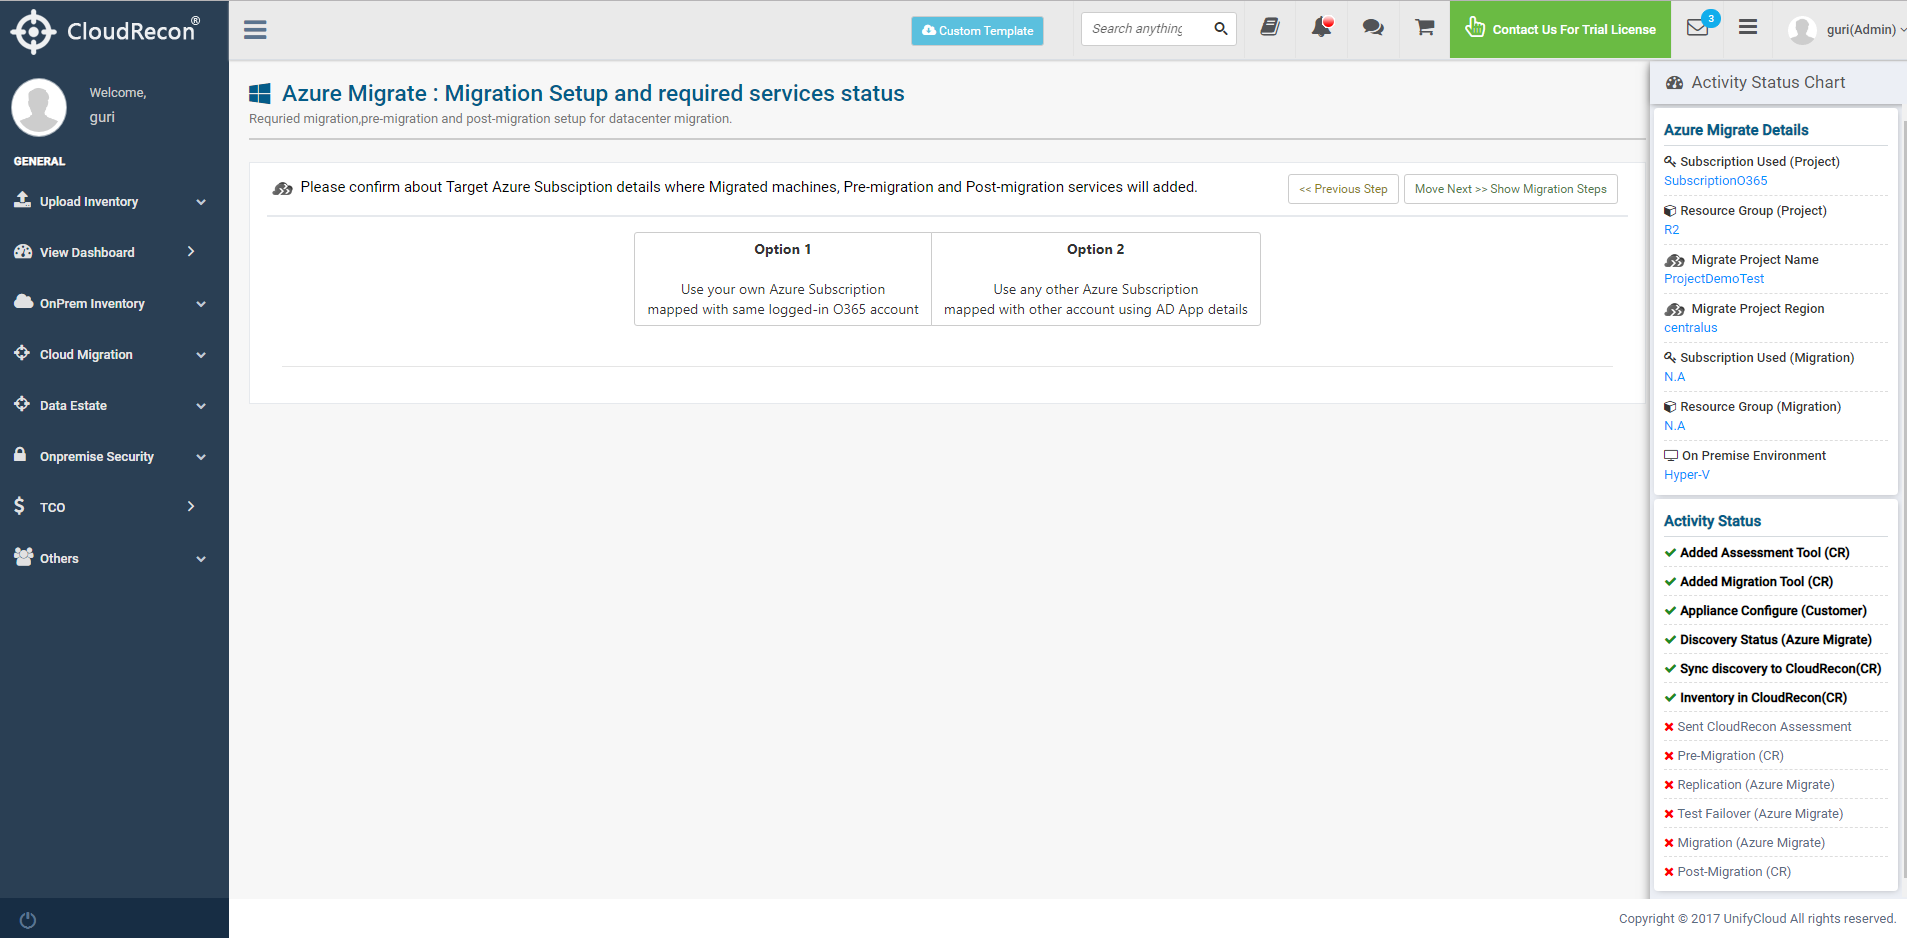 CloudRecon®
Welcome,
guri
GENERAL
Upload Inventory
View Dashboard
OnPrem Inventory
Cloud Migration
Data Estate
Onpremise Security
TCO
Others
Custom Template
Search anything
Contact Us For Trial License
3
guri(Admin)
Azure Migrate : Migration Setup and required services status
Requried migration,pre-migration and post-migration setup for datacenter migration.
Please confirm about Target Azure Subsciption details where Migrated machines, Pre-migration and Post-migration services will added.
<< Previous Step
Move Next >> Show Migration Steps
Option 1
Use your own Azure Subscription
mapped with same logged-in O365 account
Option 2
Use any other Azure Subscription
mapped with other account using AD App details
Activity Status Chart
Azure Migrate Details
Subscription Used (Project)
SubscriptionO365
Resource Group (Project)
R2
Migrate Project Name
ProjectDemoTest
Migrate Project Region
centralus
Subscription Used (Migration)
N.A
Resource Group (Migration)
N.A
On Premise Environment
Hyper-V
Activity Status
Added Assessment Tool (CR)
Added Migration Tool (CR)
Appliance Configure (Customer)
Discovery Status (Azure Migrate)
Sync discovery to CloudRecon(CR)
Inventory in CloudRecon(CR)
Sent CloudRecon Assessment
Pre-Migration (CR)
Replication (Azure Migrate)
Test Failover (Azure Migrate)
Migration (Azure Migrate)
Post-Migration (CR)
Copyright © 2017 UnifyCloud All rights reserved.